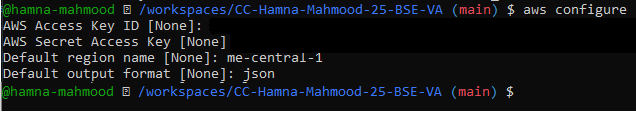 @hamna-mahmood /workspaces/CC-Hamna-Mahmood-25-BSE-VA (main) $ aws configure
AWS Access Key ID [None]:
AWS Secret Access Key [None]
Default region name [None]: me-central-1
Default output format [None]: json
@hamna-mahmood /workspaces/CC-Hamna-Mahmood-25-BSE-VA (main) $